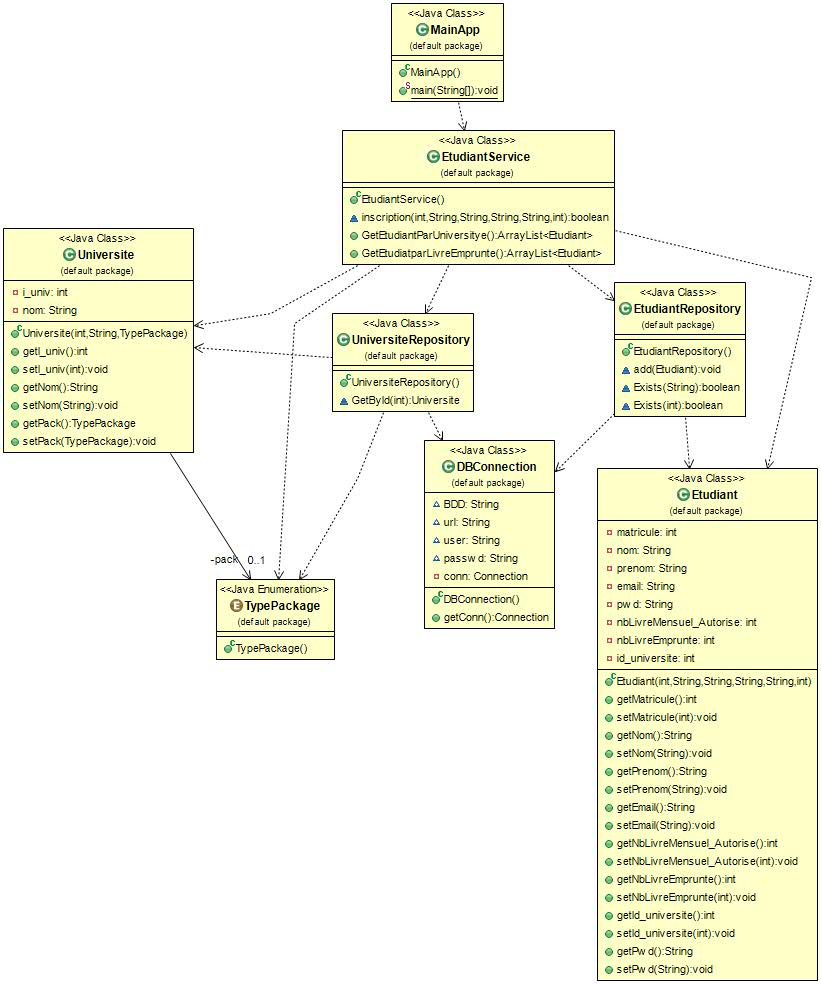 <<Java Class>>
MainApp
(default package)
MainApp()
main(String[]):void
<<Java Class>>
EtudiantService
(default package)
EtudiantService()
inscription(int,String,String,String,String,int):boolean
GetEtudiantParUniversitye():ArrayList<Etudiant>
GetEtudiatparLivreEmprunte():ArrayList<Etudiant>
<<Java Class>>
Universite
(default package)
i_univ: int
nom: String
Universite(int,String,TypePackage)
getI_univ():int
setI_univ(int):void
getNom():String
setNom(String):void
getPack():TypePackage
setPack(TypePackage):void
<<Java Class>>
UniversiteRepository
(default package)
UniversiteRepository()
GetById(int):Universite
<<Java Class>>
EtudiantRepository
(default package)
EtudiantRepository()
add(Etudiant):void
Exists(String):boolean
Exists(int):boolean
<<Java Class>>
DBConnection
(default package)
BDD: String
url: String
user: String
passwd: String
conn: Connection
DBConnection()
getConn():Connection
-pack 0..1
<<Java Enumeration>>
TypePackage
(default package)
TypePackage()
<<Java Class>>
Etudiant
(default package)
matricule: int
nom: String
prenom: String
email: String
pwd: String
nbLivreMensuel_Autorise: int
nbLivreEmprunte: int
id_universite: int
Etudiant(int,String,String,String,String,int)
getMatricule():int
setMatricule(int):void
getNom():String
setNom(String):void
getPrenom():String
setPrenom(String):void
getEmail():String
setEmail(String):void
getNbLivreMensuel_Autorise():int
setNbLivreMensuel_Autorise(int):void
getNbLivreEmprunte():int
setNbLivreEmprunte(int):void
getId_universite():int
setId_universite(int):void
getPwd():String
setPwd(String):void